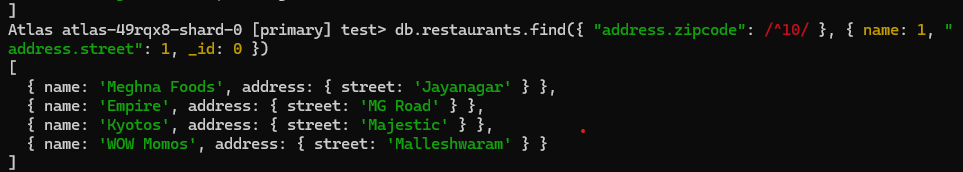 ]
Atlas atlas-49rqx8-shard-0 [primary] test> db.restaurants.find({ "address.zipcode": /^10/ }, { name: 1, "
address.street": 1, _id: 0 })
[
  { name: 'Meghna Foods', address: { street: 'Jayanagar' } },
  { name: 'Empire', address: { street: 'MG Road' } },
  { name: 'Kyotos', address: { street: 'Majestic' } },
  { name: 'WOW Momos', address: { street: 'Malleshwaram' } }
]